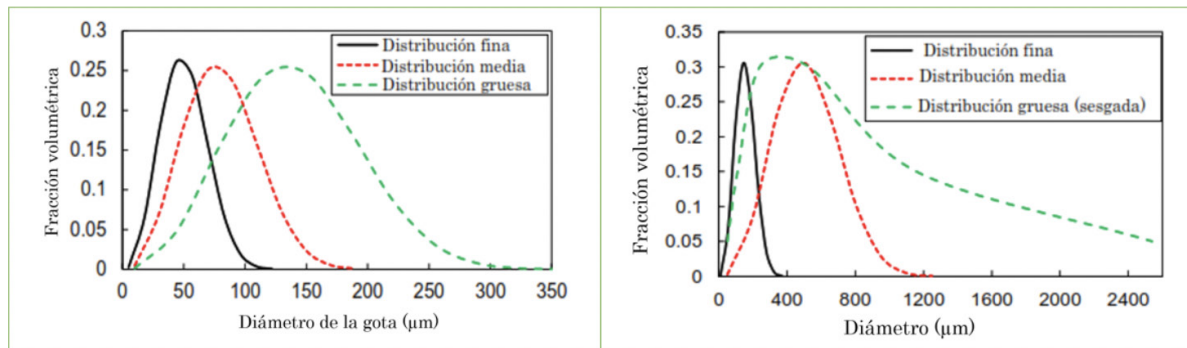 0.3
0.25
0.20
0.15
0.1
0.05
0
Fracción volumétrica
Distribución fina
Distribución media
Distribución gruesa
0 50 100 150 200 250 300 350
Diámetro de la gota (µm)
0.35
0.3
0.25
0.2
0.15
0.1
0.05
0
Fracción volumétrica
Distribución fina
Distribución media
Distribución gruesa (sesgada)
0 400 800 1200 1600 2000 2400
Diámetro (µm)